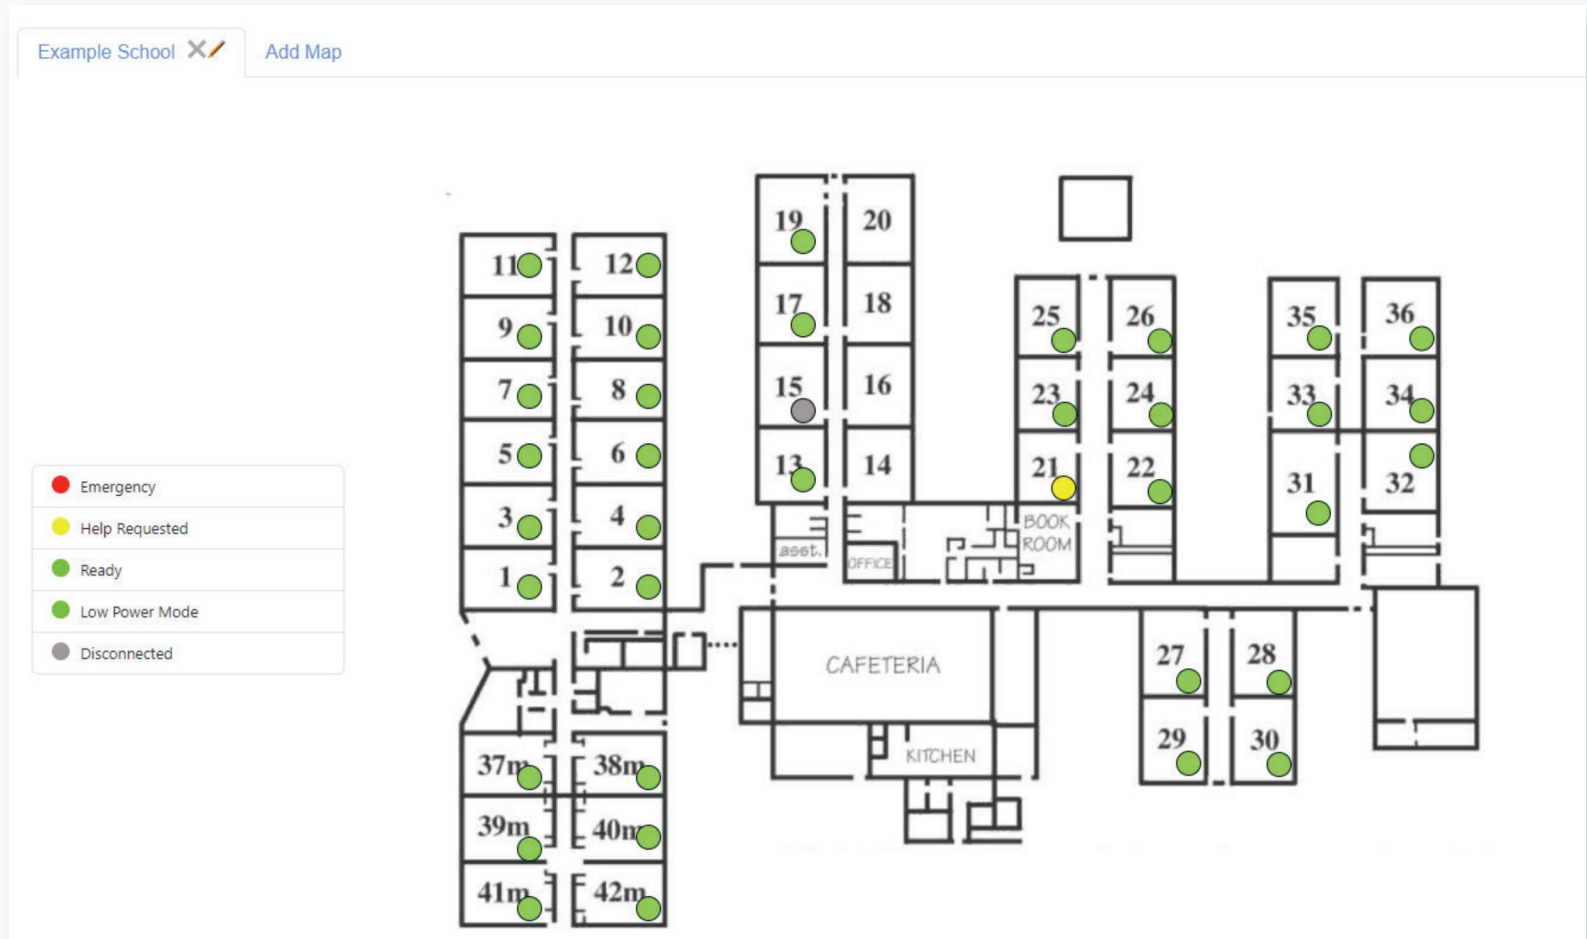 Example School
Add Map
19 20
11 12
17 18
25 26
35 36
9 10
15 16
7 8
23 24
33 34
5 6
13 14
21 22
31 32
Emergency
Help Requested
Ready
Low Power Mode
Disconnected
3 4
BOOK
ROOM
asst.
OFFICE
1 2
CAFETERIA
27 28
KITCHEN
29 30
37m 38m
39m 40m
41m 42m